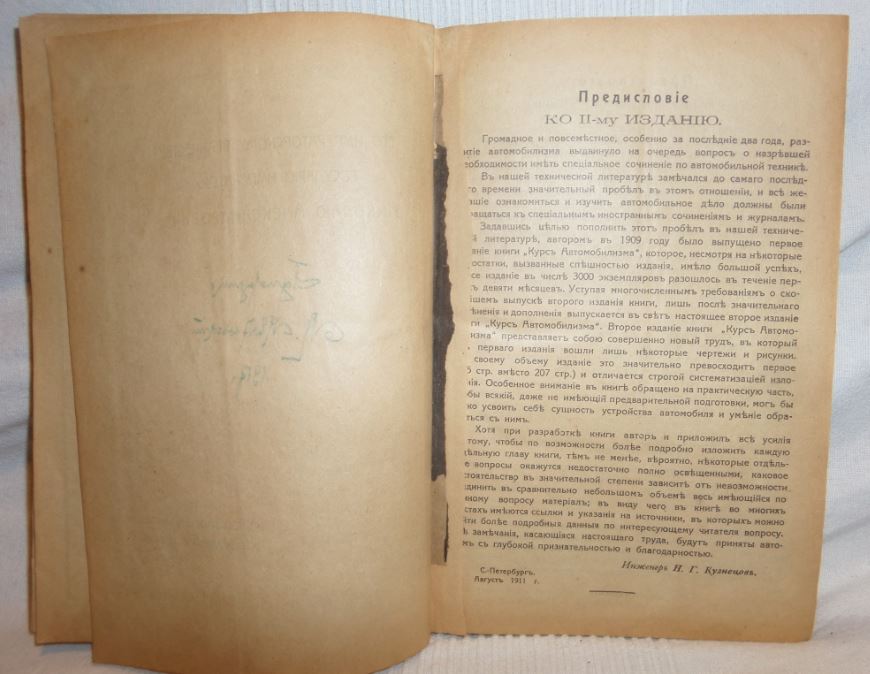 Предисловіе
КО II-му ИЗДАНІЮ.
Громадное и повсемѣстное, особенно за послѣдніе два года, раз-
итіе автомобилизма выдвинуло на очередь вопросъ о назрѣвшей
еобходимости имѣть спеціальное сочиненіе по автомобильной техникѣ.
Въ нашей технической литературѣ замѣчался до самаго послѣд-
го времени значительный пробѣлъ въ этомъ отношеніи, и всѣ же-
вшіе ознакомиться и изучить автомобильное дѣло должны были
ращаться къ спеціальнымъ иностраннымъ сочиненіямъ и журналамъ.
Задавшись цѣлью пополнить этотъ пробѣлъ въ нашей техниче-
й литературѣ, авторомъ въ 1909 году было выпущено первое
ніе книги „Курсъ Автомобилизма“, которое, несмотря на нѣкоторые
остатки, вызванные спѣшностью изданія, имѣло большой успѣхъ,
се изданіе въ числѣ 3000 экземпляровъ разошлось въ теченіе пер-
хъ девяти мѣсяцевъ. Уступая многочисленнымъ требованіямъ о ско-
ѣшемъ выпускѣ второго изданія книги, лишь послѣ значительнаго
ѣненія и дополненія выпускается въ свѣтъ настоящее второе изданіе
ги „Курсъ Автомобилизма“. Второе изданіе книги „Курсъ Автомо-
изма“ представляетъ собою совершенно новый трудъ, въ который
перваго изданія вошли лишь нѣкоторые чертежи и рисунки.
своему объему изданіе это значительно превосходитъ первое
5 стр. вмѣсто 207 стр.) и отличается строгой систематизаціей изло-
нія. Особенное вниманіе въ книгѣ обращено на практическую часть,
бы всякій, даже не имѣющій предварительной подготовки, могъ бы
ко усвоить себѣ сущность устройства автомобиля и умѣніе обра-
ться съ нимъ.
Хотя при разработкѣ книги авторъ и приложилъ всѣ усилія
тому, чтобы по возможности болѣе подробно изложить каждую
дѣльную главу книги, тѣмъ не менѣе, вѣроятно, нѣкоторые отдѣль-
е вопросы окажутся недостаточно полно освѣщенными, каковое
стоятельство въ значительной степени зависитъ отъ невозможности
динить въ сравнительно небольшомъ объемѣ весь имѣющійся по
нному вопросу матеріалъ; въ виду чего въ книгѣ во многихъ
стахъ имѣются ссылки и указанія на источники, въ которыхъ можно
йти болѣе подробныя данныя по интересующему читателя вопросу.
ѣ замѣчанія, касающіяся настоящаго труда, будутъ приняты авто-
мъ съ глубокой признательностью и благодарностью.
Инженеръ Н. Г. Кузнецовъ.
С.-Петербургъ.
Августъ 1911 г.